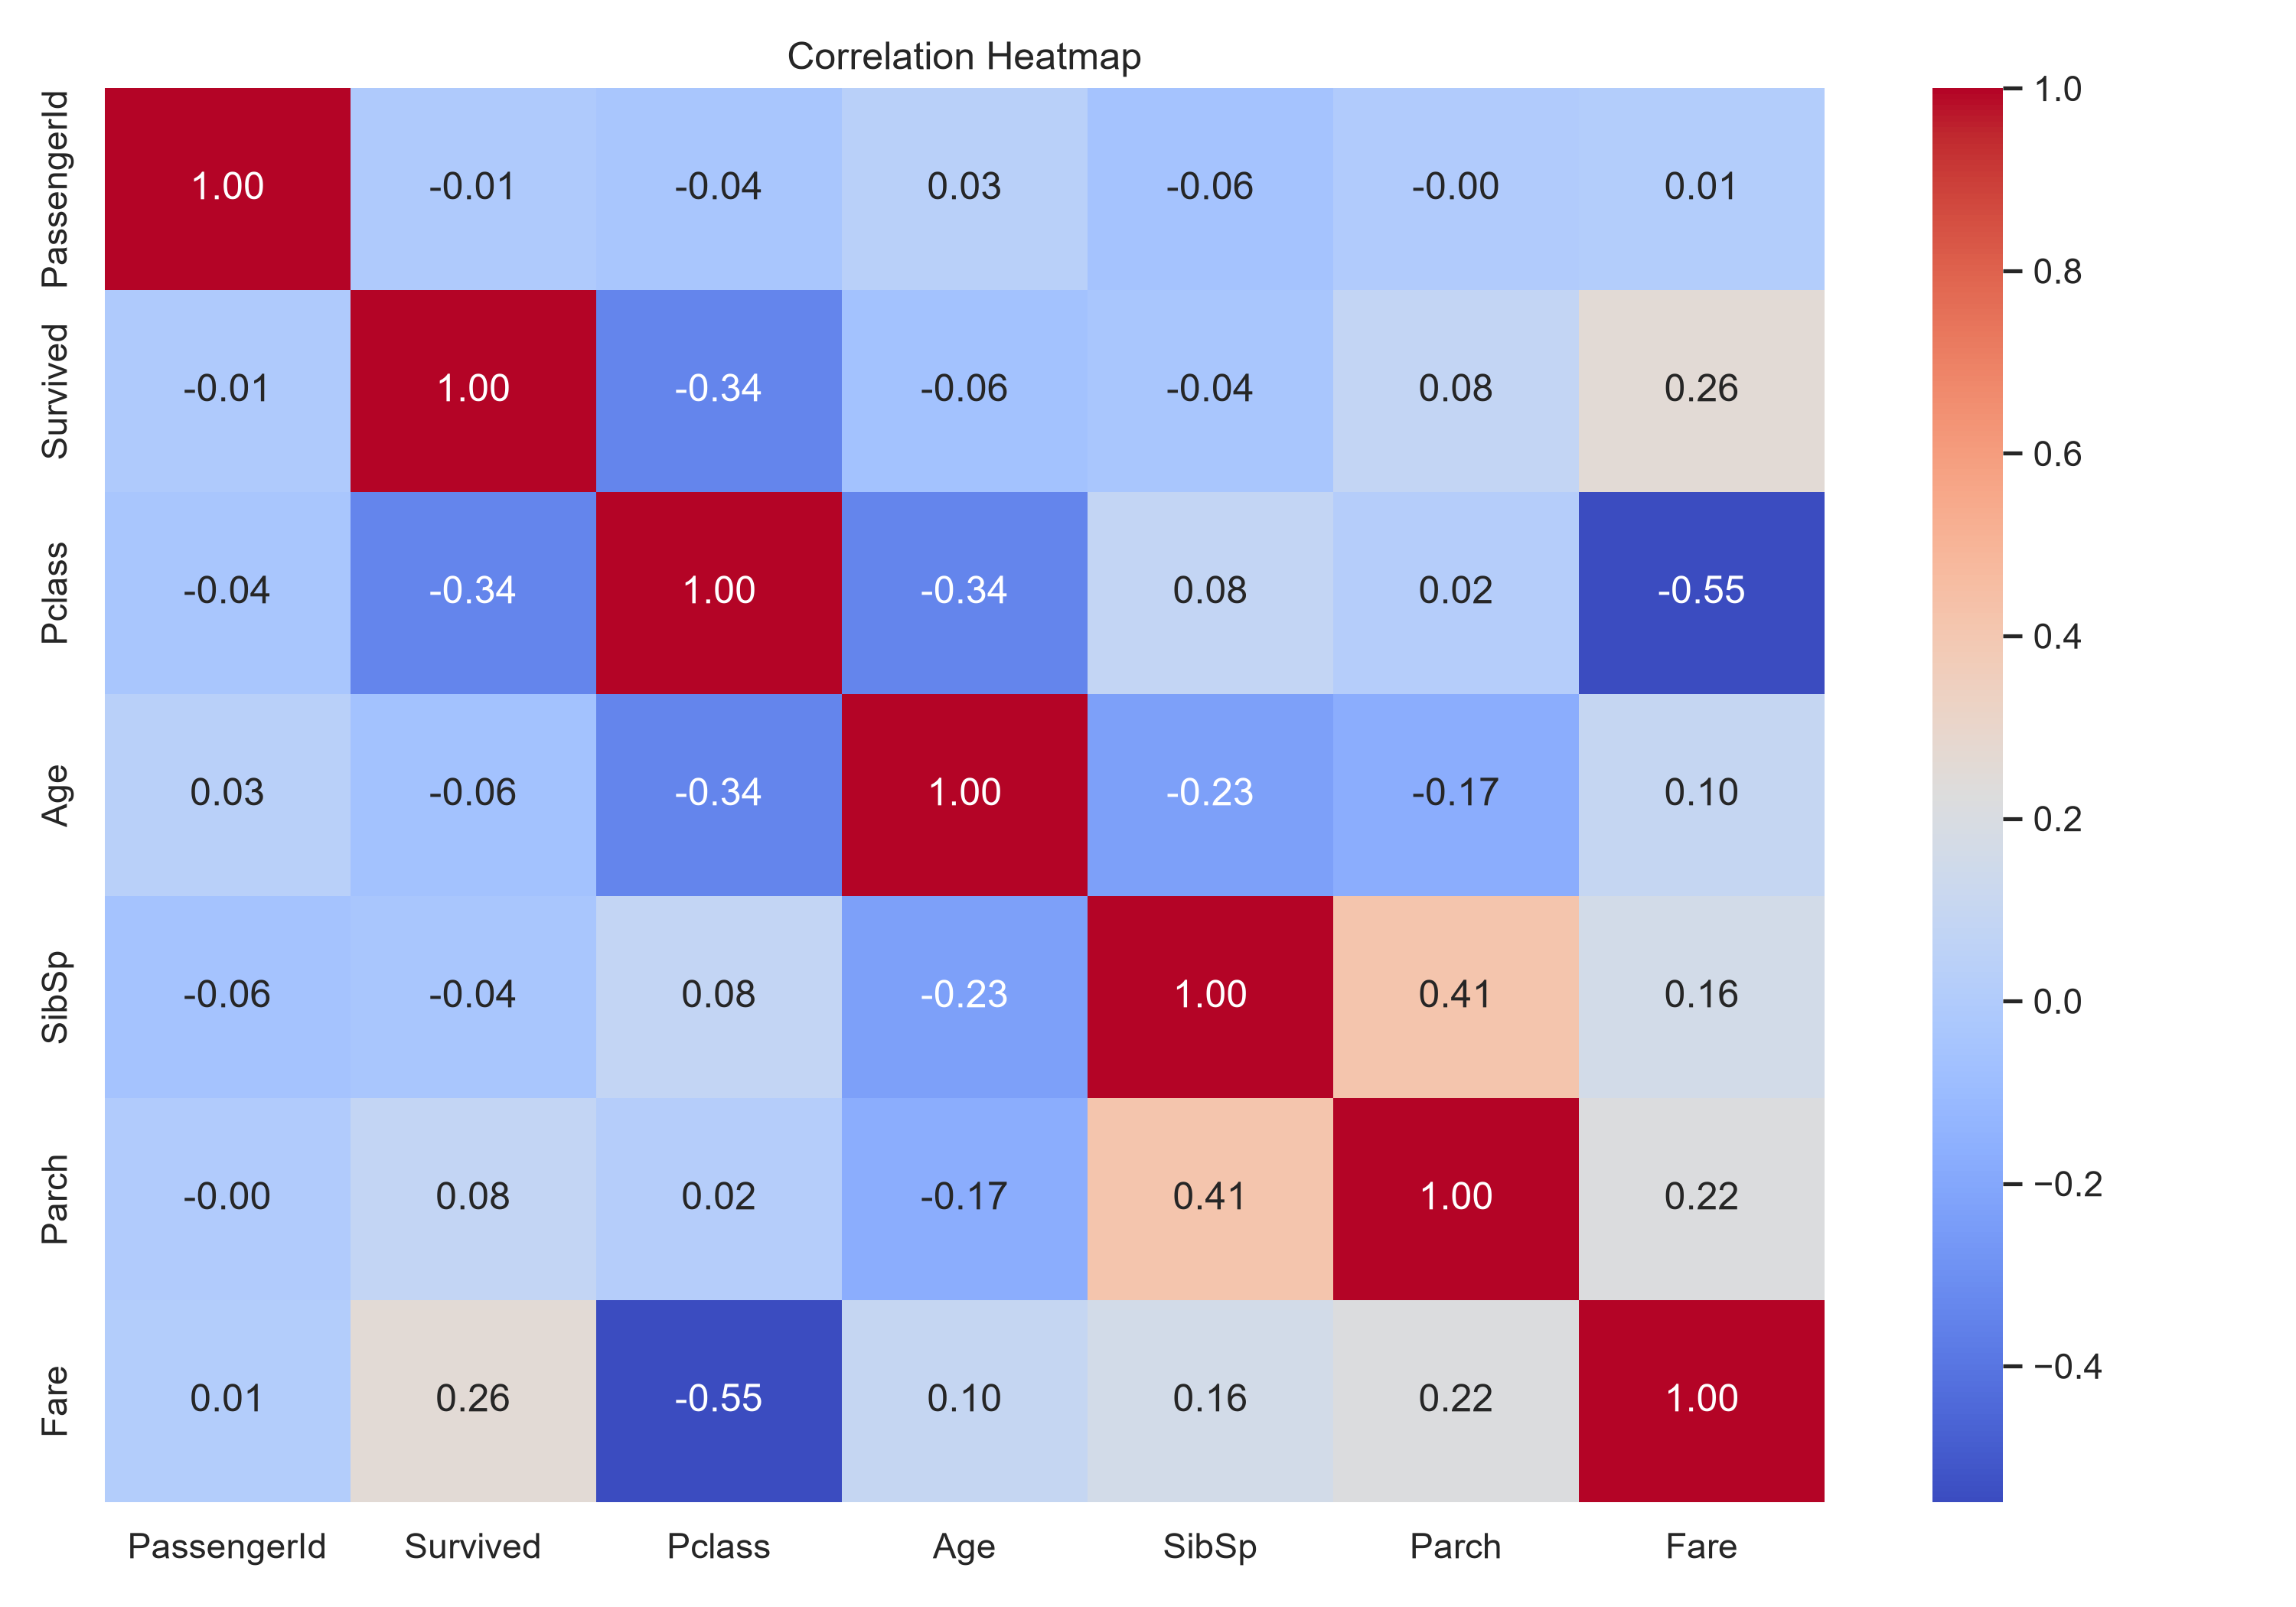 Correlation Heatmap
PassengerId 1.00 -0.01 -0.04 0.03 -0.06 -0.00 0.01
Survived -0.01 1.00 -0.34 -0.06 -0.04 0.08 0.26
Pclass -0.04 -0.34 1.00 -0.34 0.08 0.02 -0.55
Age 0.03 -0.06 -0.34 1.00 -0.23 -0.17 0.10
SibSp -0.06 -0.04 0.08 -0.23 1.00 0.41 0.16
Parch -0.00 0.08 0.02 -0.17 0.41 1.00 0.22
Fare 0.01 0.26 -0.55 0.10 0.16 0.22 1.00
PassengerId Survived Pclass Age SibSp Parch Fare
1.0
0.8
0.6
0.4
0.2
0.0
−0.2
−0.4